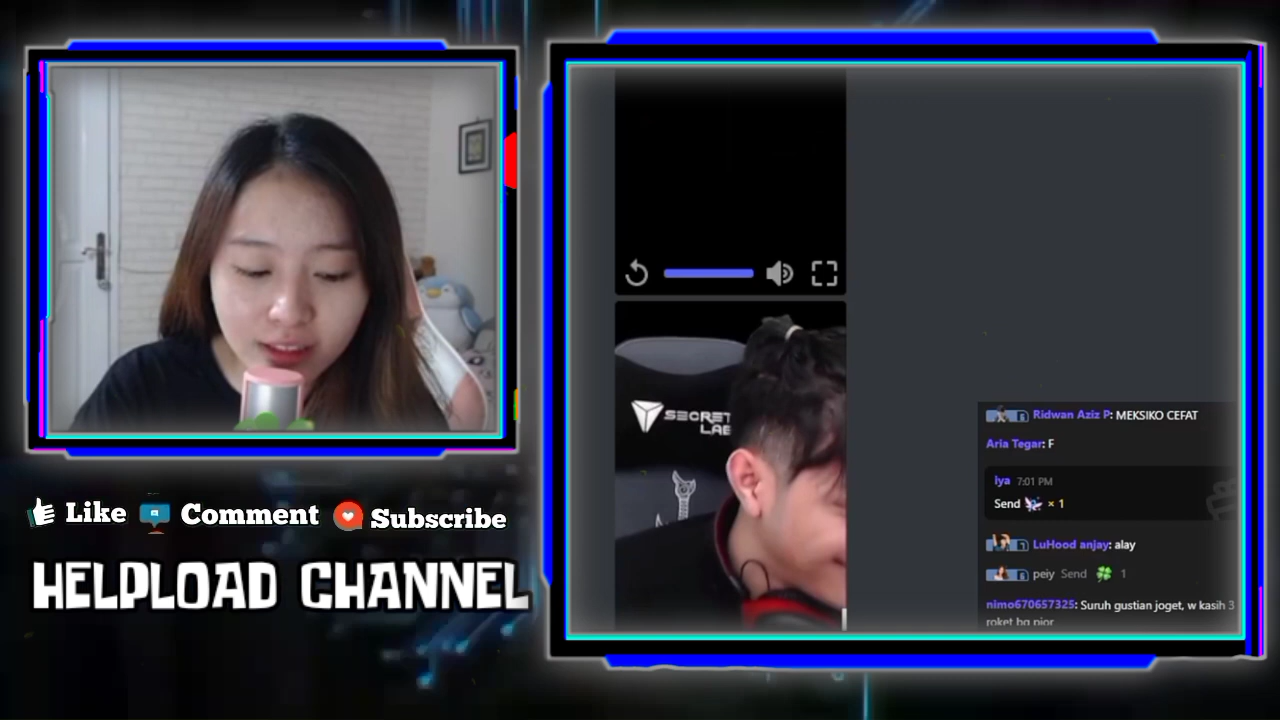 SECRET
LAB
Ridwan Aziz P: MEKSIKO CEFAT
Aria Tegar: F
iya 7:01 PM
Send × 1
LuHood anjay: alay
peiy Send 1
nimo670657325: Suruh gustian joget, w kasih 3
roket bg pior
Like Comment Subscribe
HELPLOAD CHANNEL